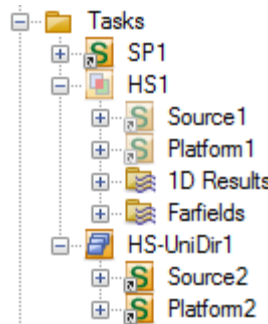 Tasks
SP1
HS1
Source1
Platform1
1D Results
Farfields
HS-UniDir1
Source2
Platform2